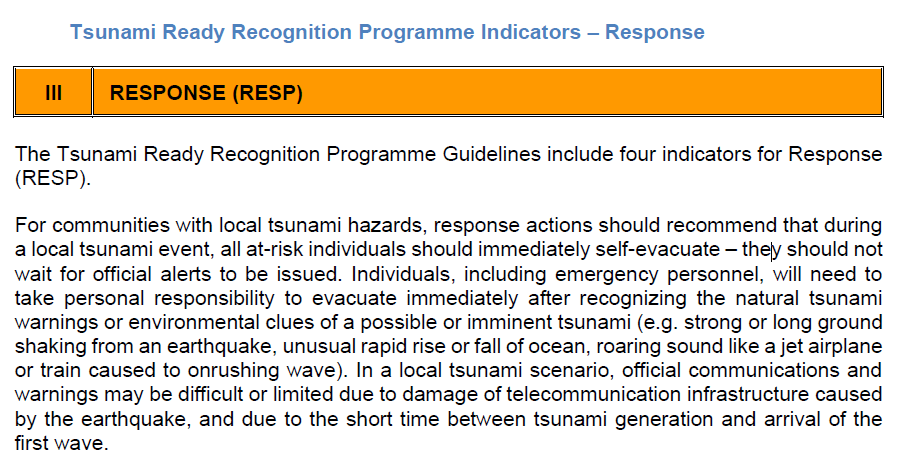 Tsunami Ready Recognition Programme Indicators – Response
III RESPONSE (RESP)
The Tsunami Ready Recognition Programme Guidelines include four indicators for Response
(RESP).
For communities with local tsunami hazards, response actions should recommend that during
a local tsunami event, all at-risk individuals should immediately self-evacuate – they should not
wait for official alerts to be issued. Individuals, including emergency personnel, will need to
take personal responsibility to evacuate immediately after recognizing the natural tsunami
warnings or environmental clues of a possible or imminent tsunami (e.g. strong or long ground
shaking from an earthquake, unusual rapid rise or fall of ocean, roaring sound like a jet airplane
or train caused to onrushing wave). In a local tsunami scenario, official communications and
warnings may be difficult or limited due to damage of telecommunication infrastructure caused
by the earthquake, and due to the short time between tsunami generation and arrival of the
first wave.